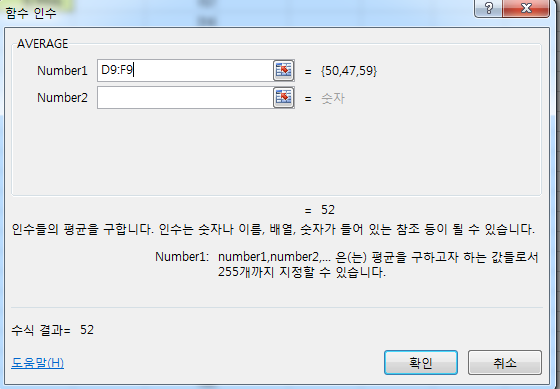 함수 인수
AVERAGE
Number1 D9:F9 = {50,47,59}
Number2 = 숫자
= 52
인수들의 평균을 구합니다. 인수는 숫자나 이름, 배열, 숫자가 들어 있는 참조 등이 될 수 있습니다.
Number1: number1,number2,... 은(는) 평균을 구하고자 하는 값들로서
255개까지 지정할 수 있습니다.
수식 결과= 52
도움말(H)
확인
취소